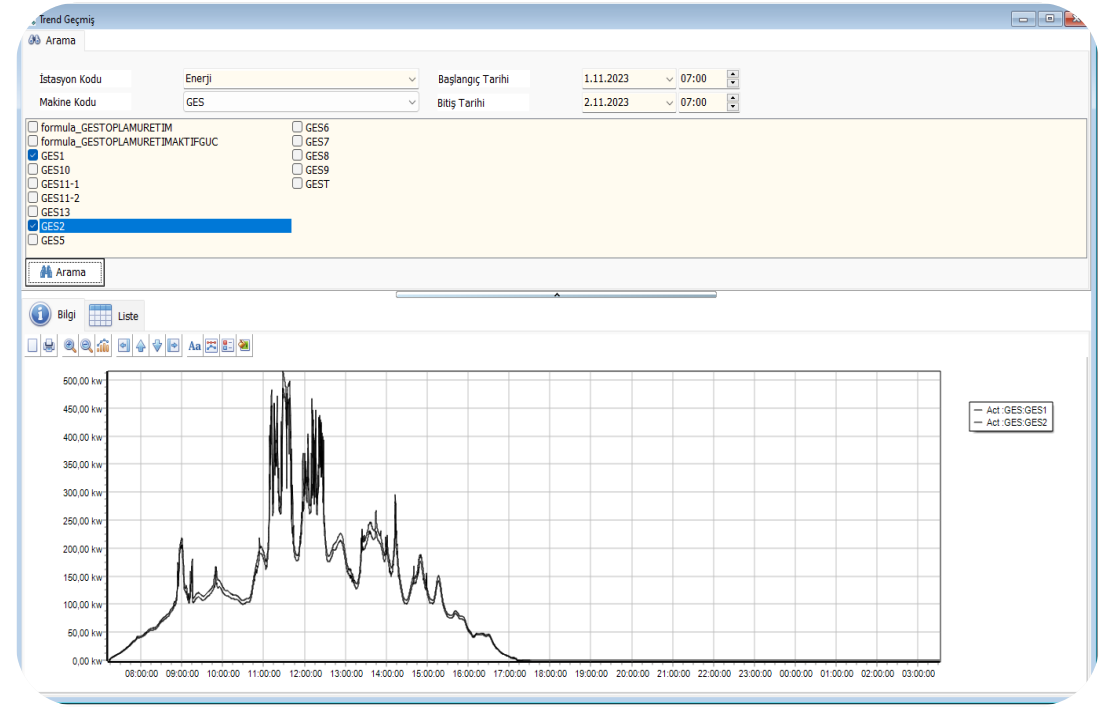 Trend Geçmiş
Arama
İstasyon Kodu Enerji Başlangıç Tarihi 1.11.2023 07:00
Makine Kodu GES Bitiş Tarihi 2.11.2023 07:00
formula_GESTOPLAMURETIM GES6
formula_GESTOPLAMURETIMAKTIFGUC GES7
GES1 GES8
GES10 GES9
GES11-1 GEST
GES11-2
GES13
GES2
GES5
Arama
Bilgi Liste
Aa
500,00 kw
450,00 kw
400,00 kw
350,00 kw
300,00 kw
250,00 kw
200,00 kw
150,00 kw
100,00 kw
50,00 kw
0,00 kw
Act :GES:GES1
Act :GES:GES2
08:00:00 09:00:00 10:00:00 11:00:00 12:00:00 13:00:00 14:00:00 15:00:00 16:00:00 17:00:00 18:00:00 19:00:00 20:00:00 21:00:00 22:00:00 23:00:00 00:00:00 01:00:00 02:00:00 03:00:00